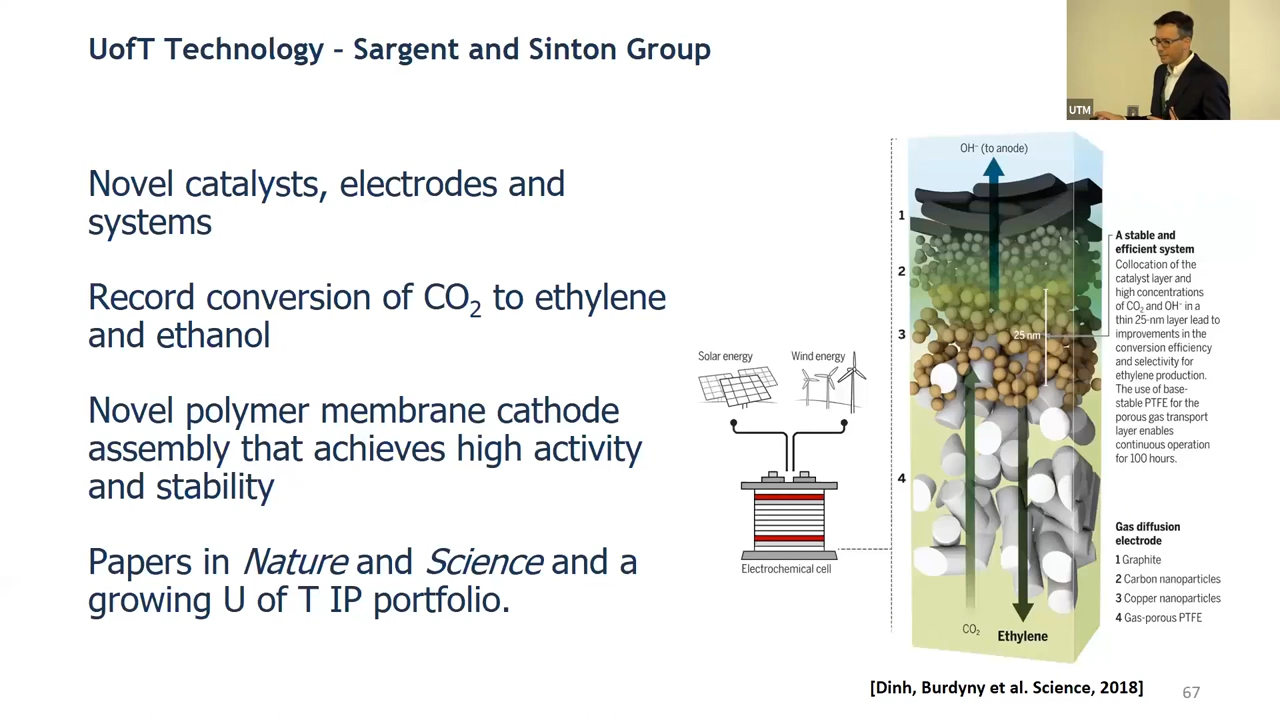 UofT Technology – Sargent and Sinton Group
UTM
Novel catalysts, electrodes and
systems
Record conversion of CO₂ to ethylene
and ethanol
Novel polymer membrane cathode
assembly that achieves high activity
and stability
Papers in Nature and Science and a
growing U of T IP portfolio.
Solar energy
Wind energy
Electrochemical cell
OH⁻ (to anode)
1
2
3
25 nm
4
CO₂
Ethylene
A stable and
efficient system
Collocation of the
catalyst layer and
high concentrations
of CO₂ and OH⁻ in a
thin 25-nm layer lead to
improvements in the
conversion efficiency
and selectivity for
ethylene production.
The use of base-
stable PTFE for the
porous gas transport
layer enables
continuous operation
for 100 hours.
Gas diffusion
electrode
1 Graphite
2 Carbon nanoparticles
3 Copper nanoparticles
4 Gas-porous PTFE
[Dinh, Burdyny et al. Science, 2018]
67